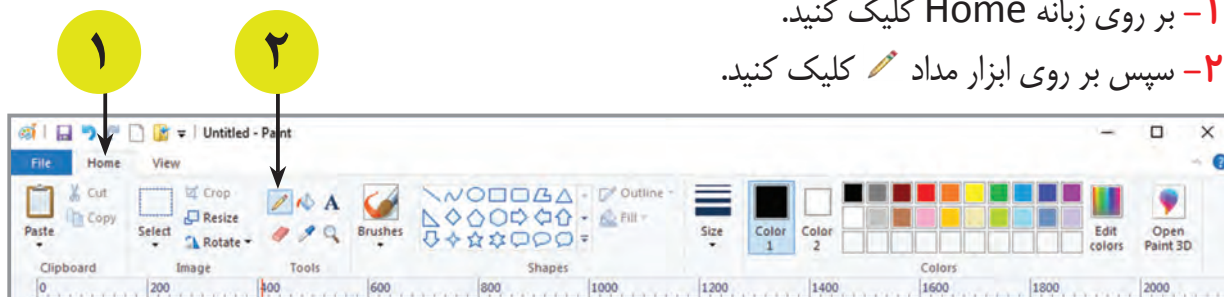 ۱- بر روی زبانه Home کلیک کنید.
۲- سپس بر روی ابزار مداد کلیک کنید.
۱ ۲
Untitled - Paint
File Home View
Cut Crop A Outline
Copy Resize Fill
Paste Select Rotate Brushes Size Color 1 Color 2 Edit colors Open Paint 3D
Clipboard Image Tools Shapes Colors
0 200 400 600 800 1000 1200 1400 1600 1800 2000